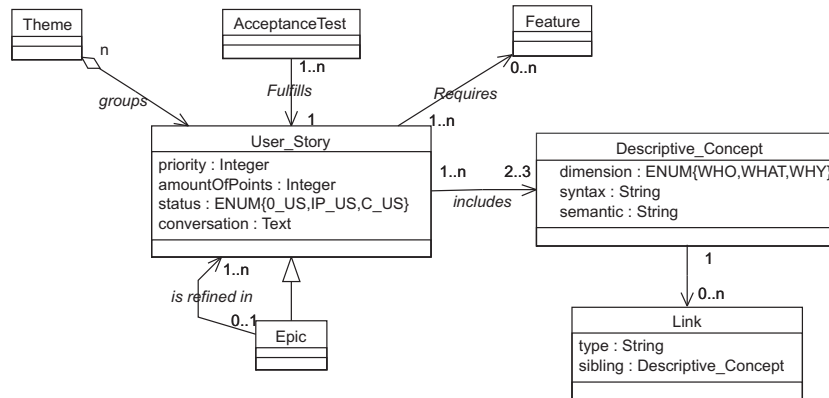 Theme
AcceptanceTest
Feature
n
1..n
0..n
groups
Fulfills
Requires
1
1..n
User_Story
priority : Integer
amountOfPoints : Integer
status : ENUM{0_US,IP_US,C_US}
conversation : Text
1..n
2..3
includes
Descriptive_Concept
dimension : ENUM{WHO,WHAT,WHY}
syntax : String
semantic : String
1..n
is refined in
0..1
Epic
1
0..n
Link
type : String
sibling : Descriptive_Concept